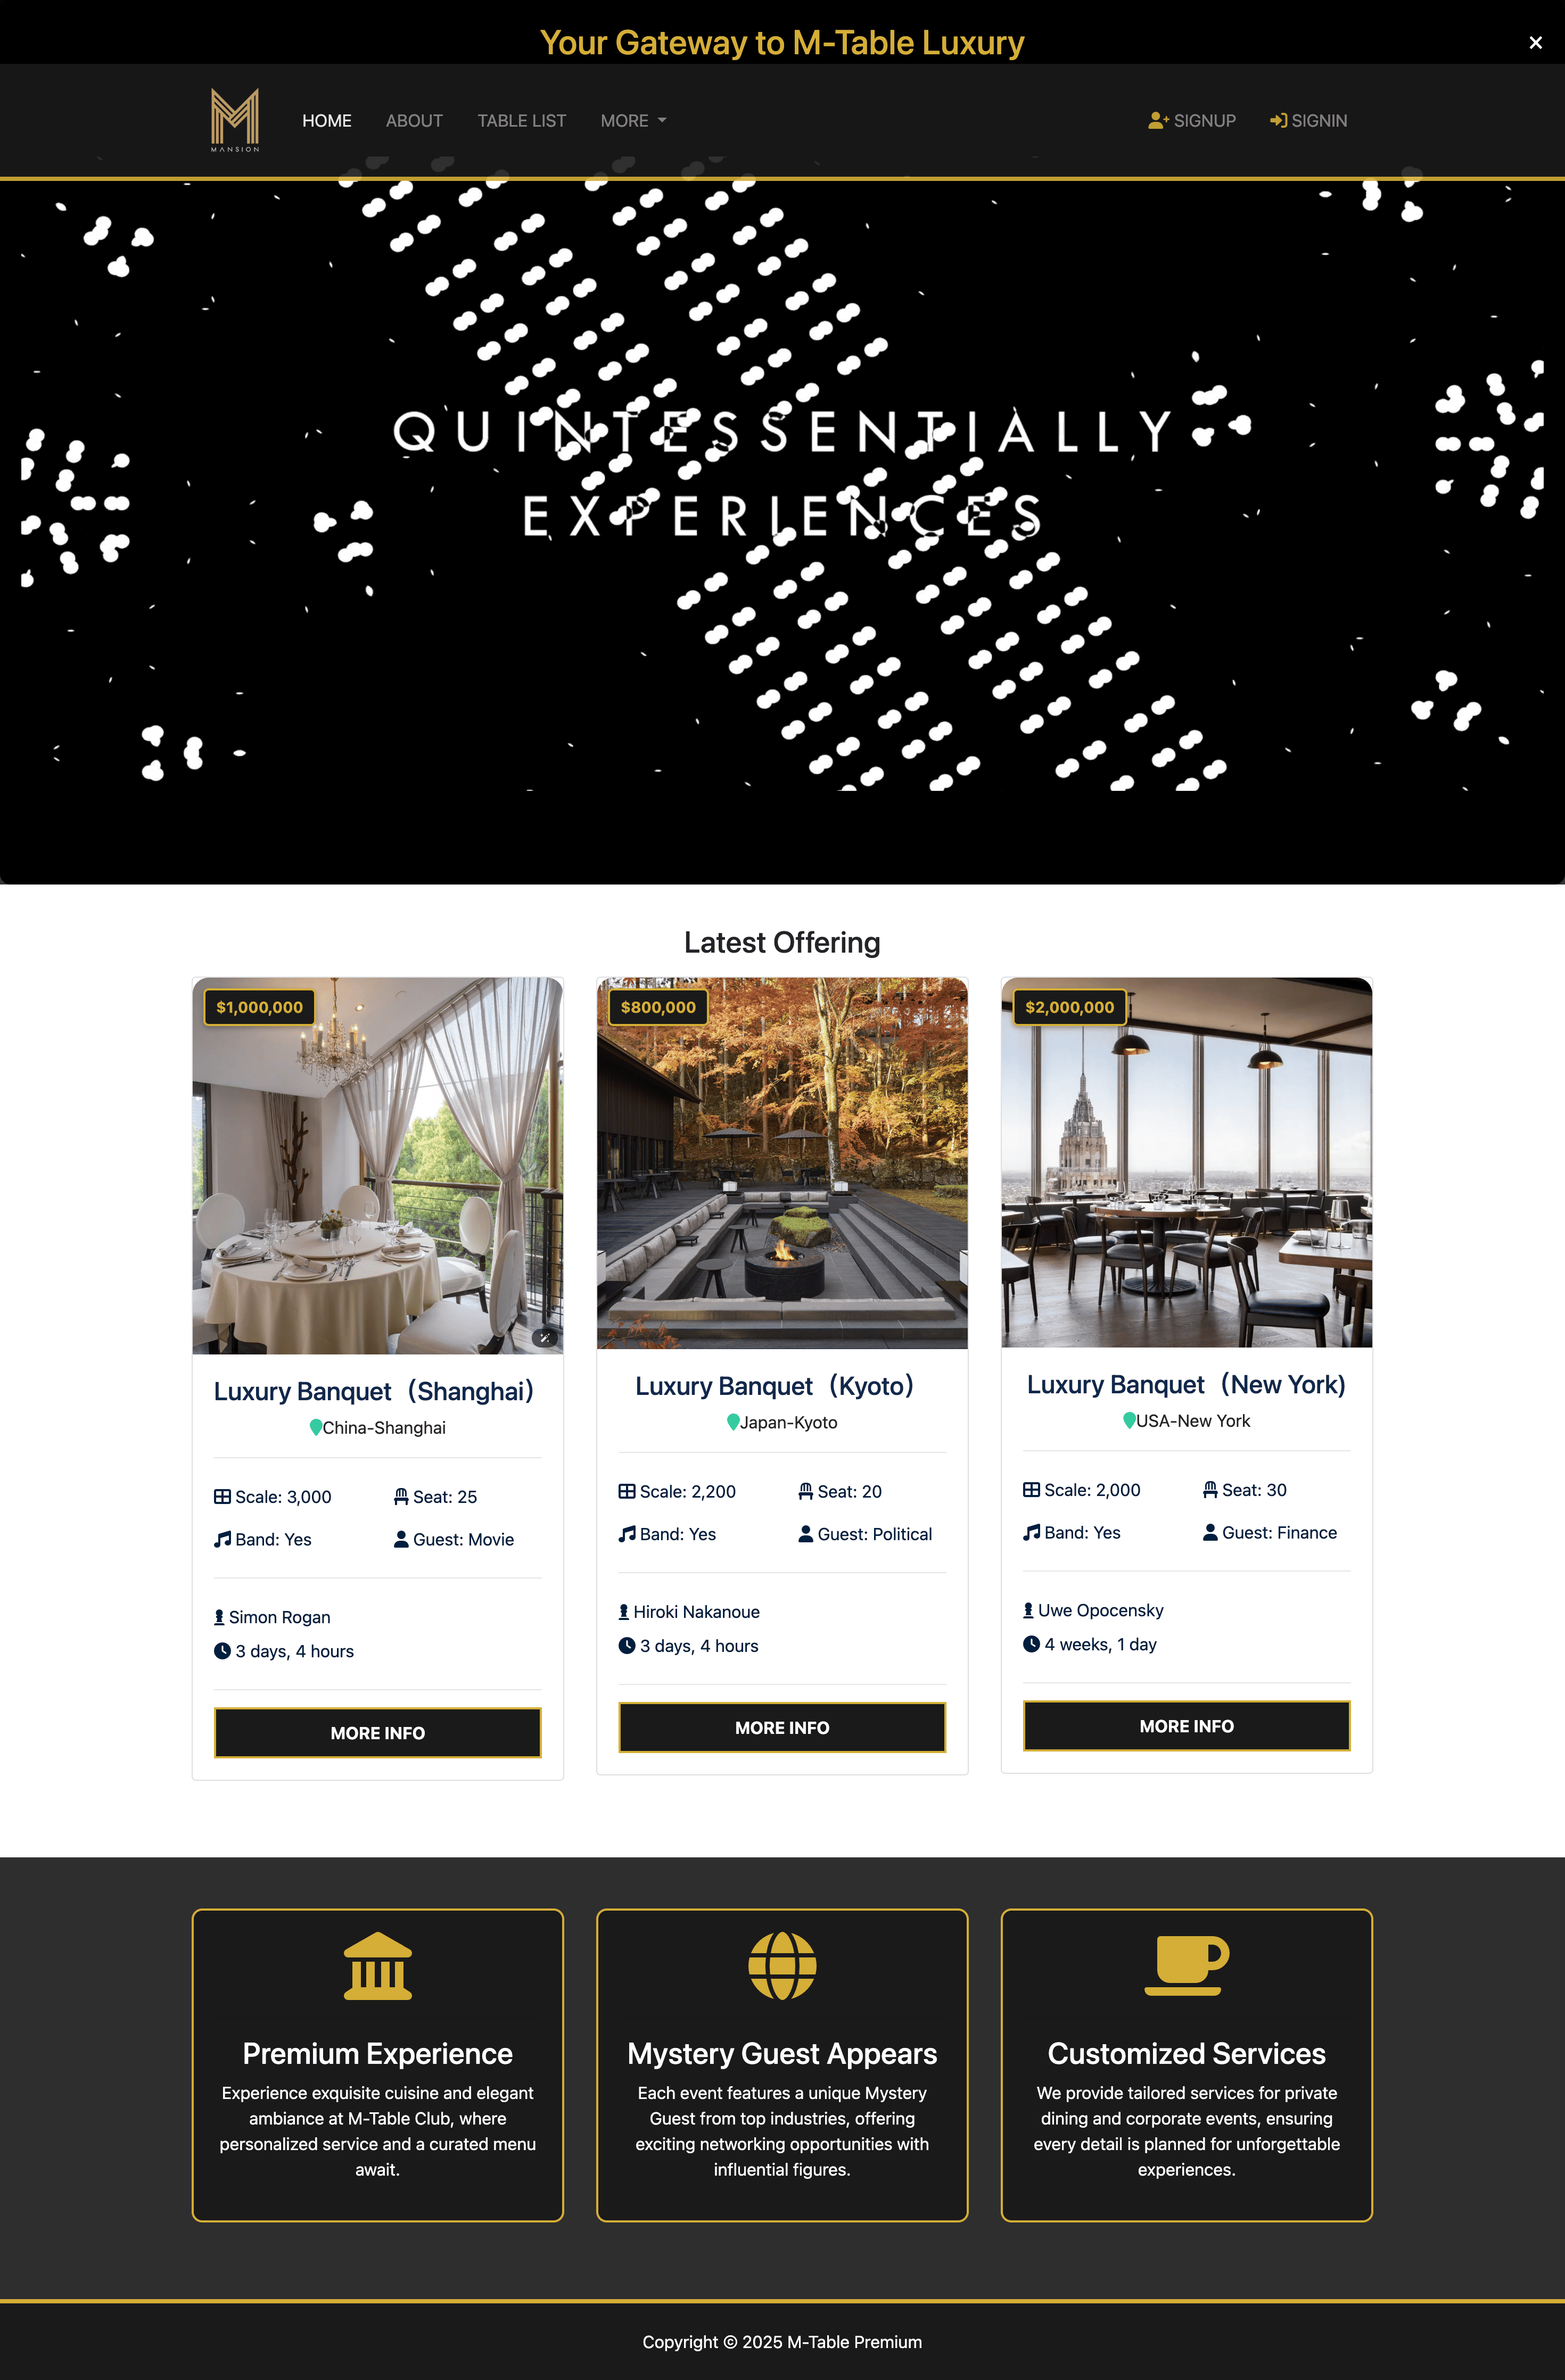 Your Gateway to M-Table Luxury
×
MANSION
HOME ABOUT TABLE LIST MORE SIGNUP SIGNIN
QUINTESSENTIALLY
EXPERIENCES
Latest Offering
$1,000,000
Luxury Banquet（Shanghai）
China-Shanghai
Scale: 3,000 Seat: 25
Band: Yes Guest: Movie
Simon Rogan
3 days, 4 hours
MORE INFO
$800,000
Luxury Banquet（Kyoto）
Japan-Kyoto
Scale: 2,200 Seat: 20
Band: Yes Guest: Political
Hiroki Nakanoue
3 days, 4 hours
MORE INFO
$2,000,000
Luxury Banquet（New York)
USA-New York
Scale: 2,000 Seat: 30
Band: Yes Guest: Finance
Uwe Opocensky
4 weeks, 1 day
MORE INFO
Premium Experience
Experience exquisite cuisine and elegant
ambiance at M-Table Club, where
personalized service and a curated menu
await.
Mystery Guest Appears
Each event features a unique Mystery
Guest from top industries, offering
exciting networking opportunities with
influential figures.
Customized Services
We provide tailored services for private
dining and corporate events, ensuring
every detail is planned for unforgettable
experiences.
Copyright © 2025 M-Table Premium